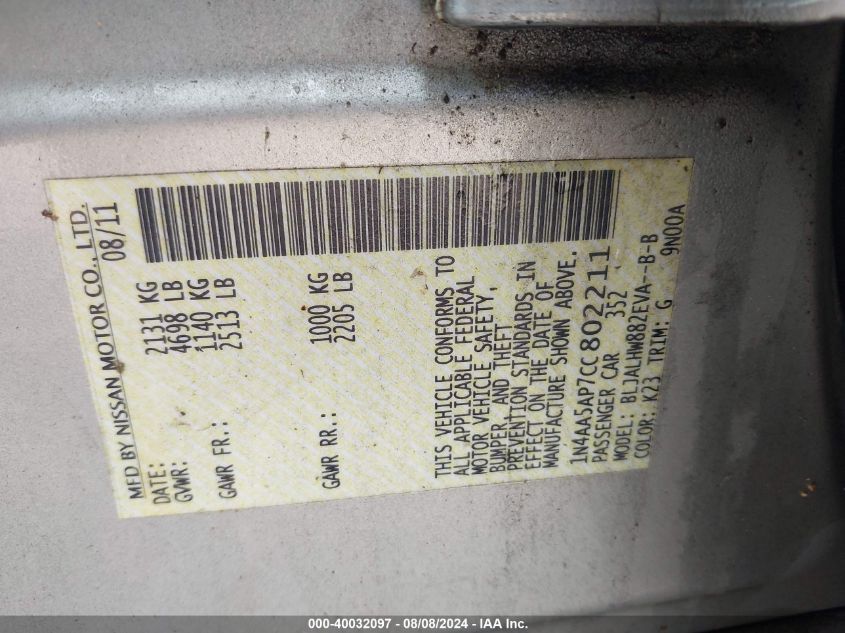 MFD BY NISSAN MOTOR CO., LTD.
DATE: 08/11
GVWR: 2131 KG
4698 LB
GAWR FR.: 1140 KG
2513 LB
GAWR RR.: 1000 KG
2205 LB
THIS VEHICLE CONFORMS TO
ALL APPLICABLE FEDERAL
MOTOR VEHICLE SAFETY,
BUMPER, AND THEFT
PREVENTION STANDARDS IN
EFFECT ON THE DATE OF
MANUFACTURE SHOWN ABOVE.
1N4AA5AP7CC802211
PASSENGER CAR 352
MODEL: BLJALHW882EVA--B-B
COLOR: K23 TRIM: G 9N00A
000-40032097 - 08/08/2024 - IAA Inc.